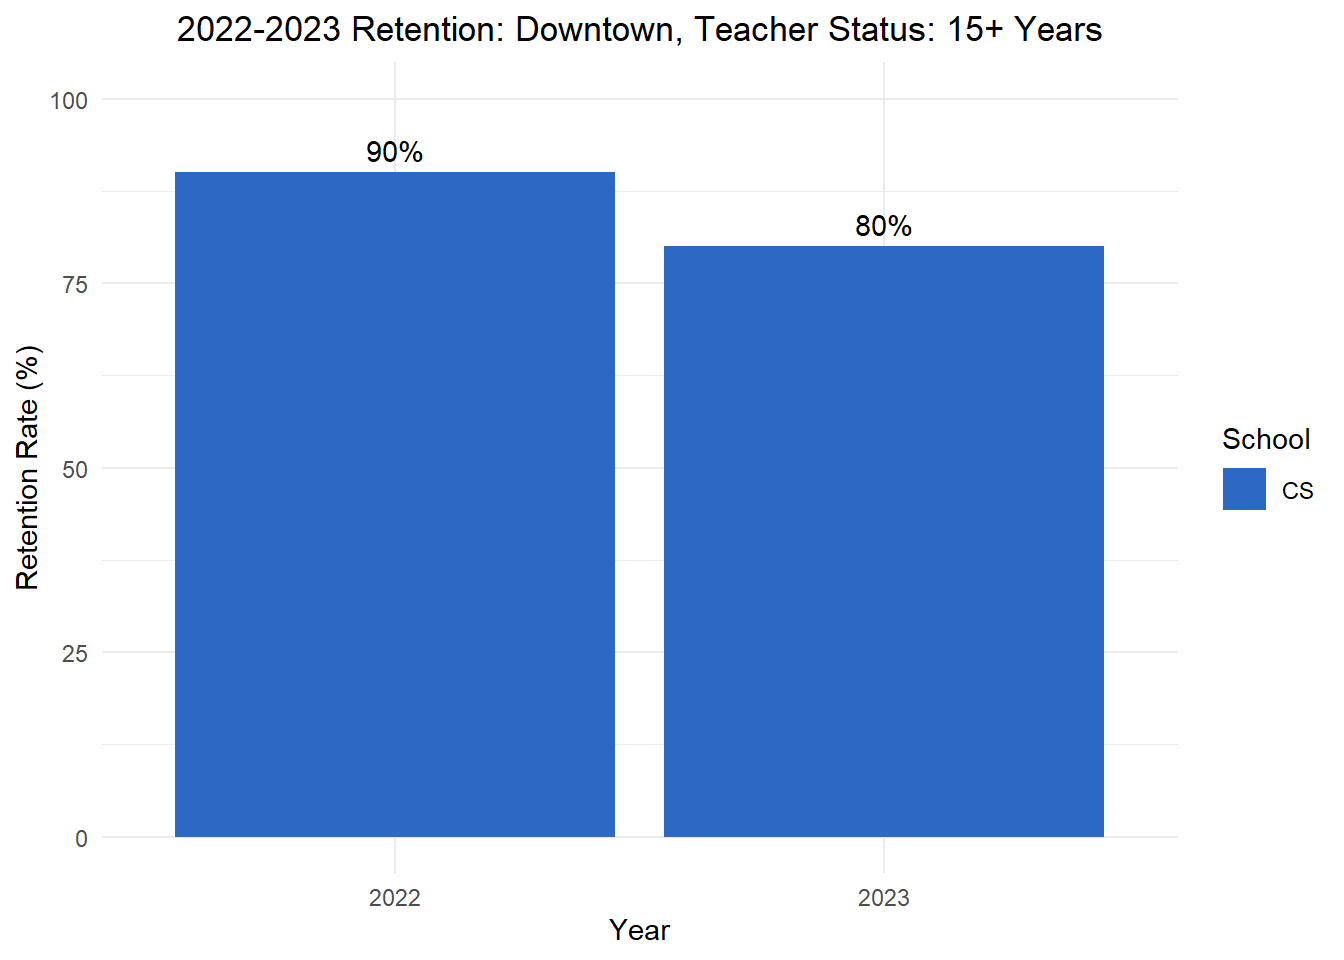 2022-2023 Retention: Downtown, Teacher Status: 15+ Years
100
75
50
25
0
Retention Rate (%)
90%
80%
2022
2023
Year
School
CS